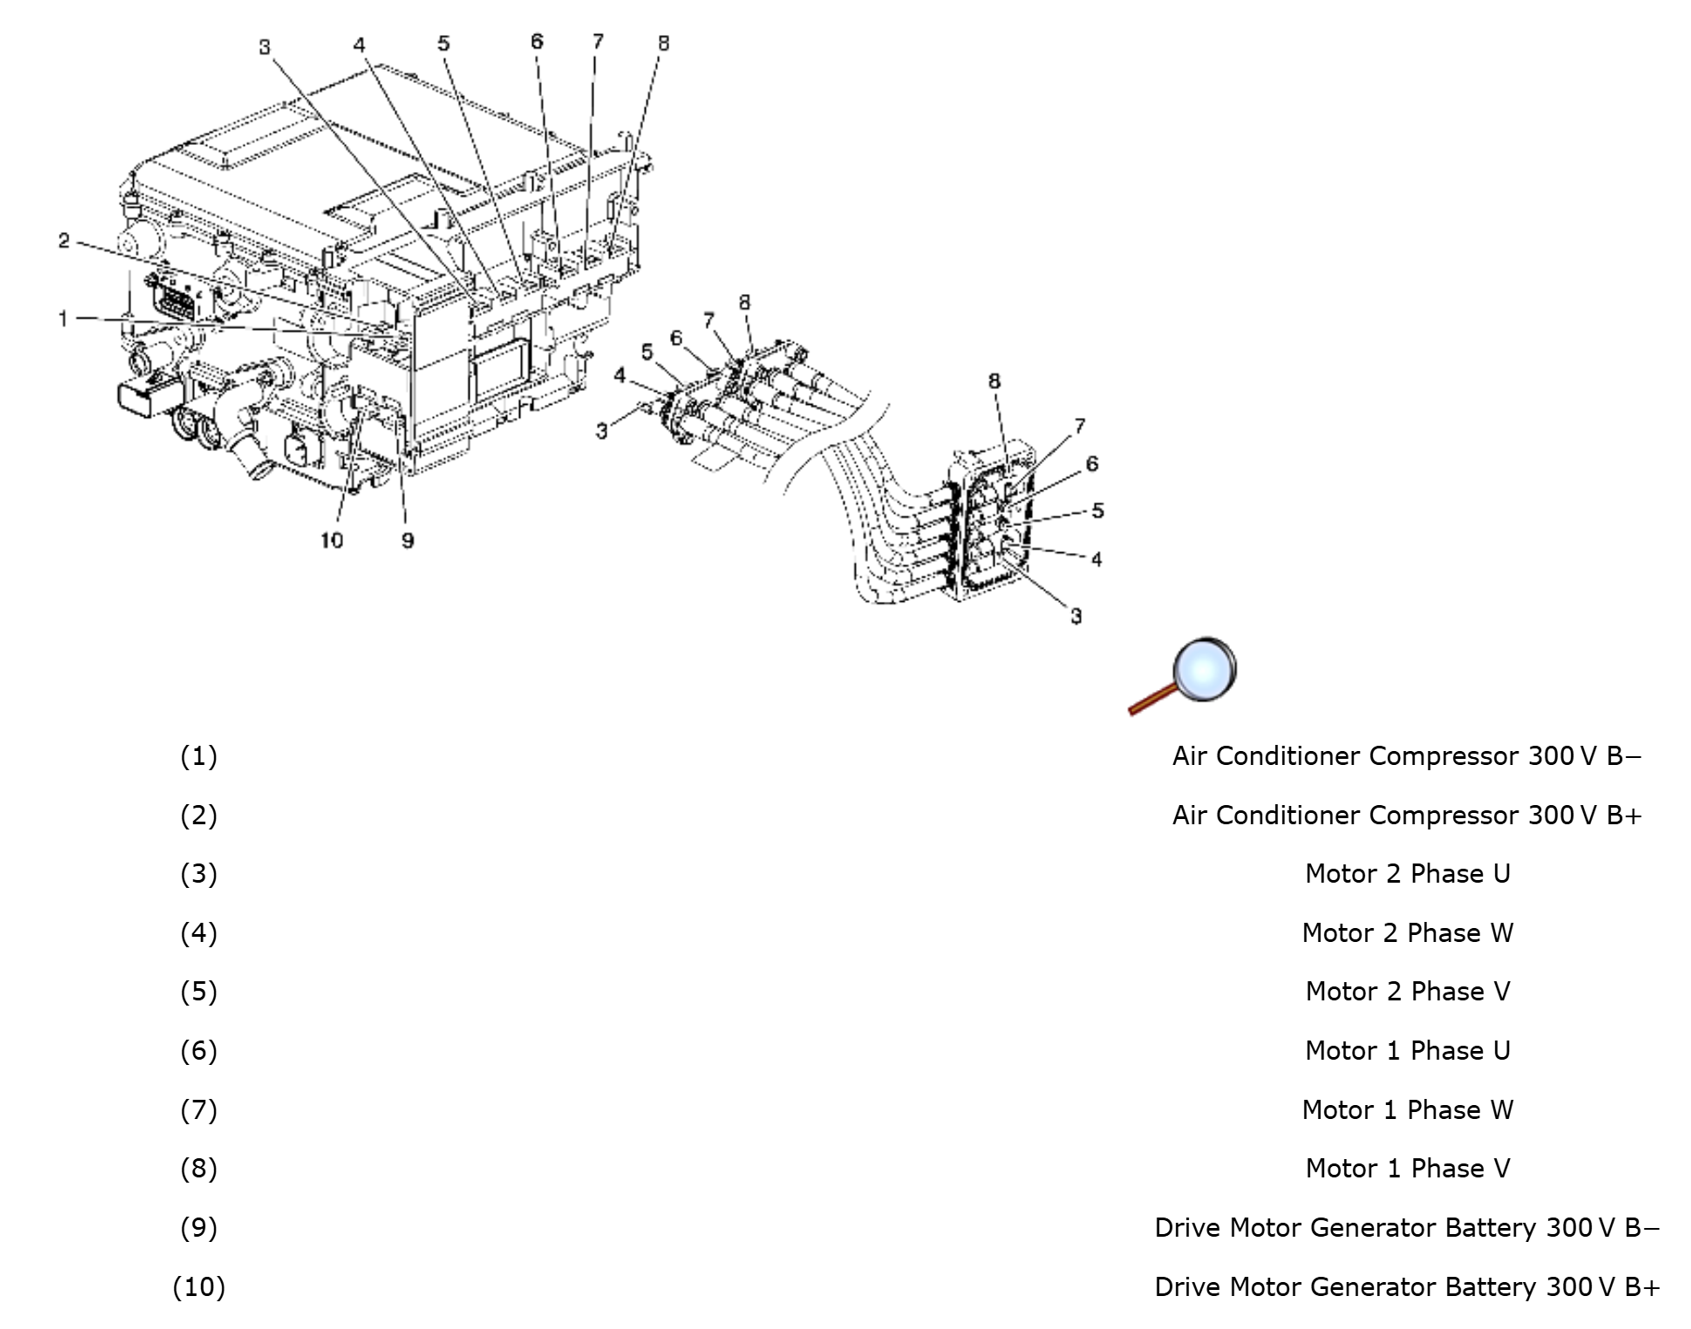 3 4 5 6 7 8
2
1
8
7
6
5
4
3
8
7
6
5
4
3
10 9
(1) Air Conditioner Compressor 300 V B−
(2) Air Conditioner Compressor 300 V B+
(3) Motor 2 Phase U
(4) Motor 2 Phase W
(5) Motor 2 Phase V
(6) Motor 1 Phase U
(7) Motor 1 Phase W
(8) Motor 1 Phase V
(9) Drive Motor Generator Battery 300 V B−
(10) Drive Motor Generator Battery 300 V B+